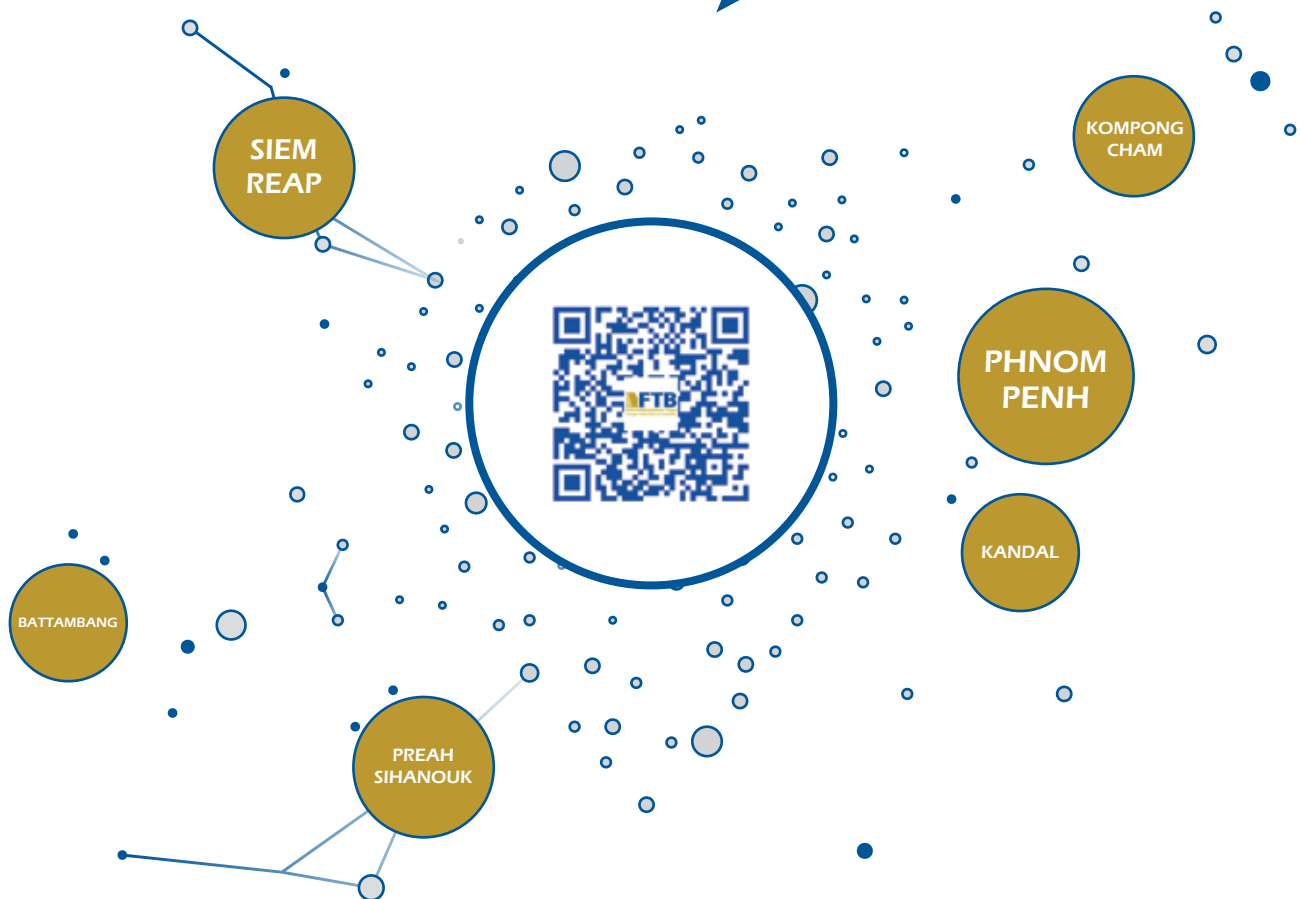 SIEM
REAP
KOMPONG
CHAM
PHNOM
PENH
FTB
KANDAL
BATTAMBANG
PREAH
SIHANOUK